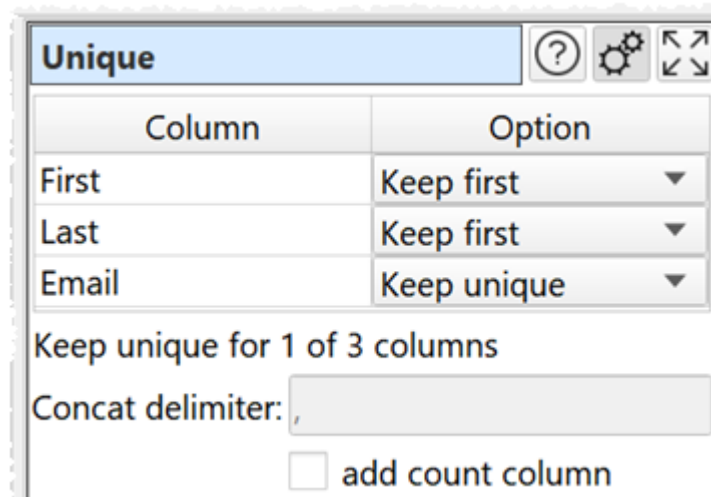 Unique
Column Option
First Keep first
Last Keep first
Email Keep unique
Keep unique for 1 of 3 columns
Concat delimiter: ,
add count column